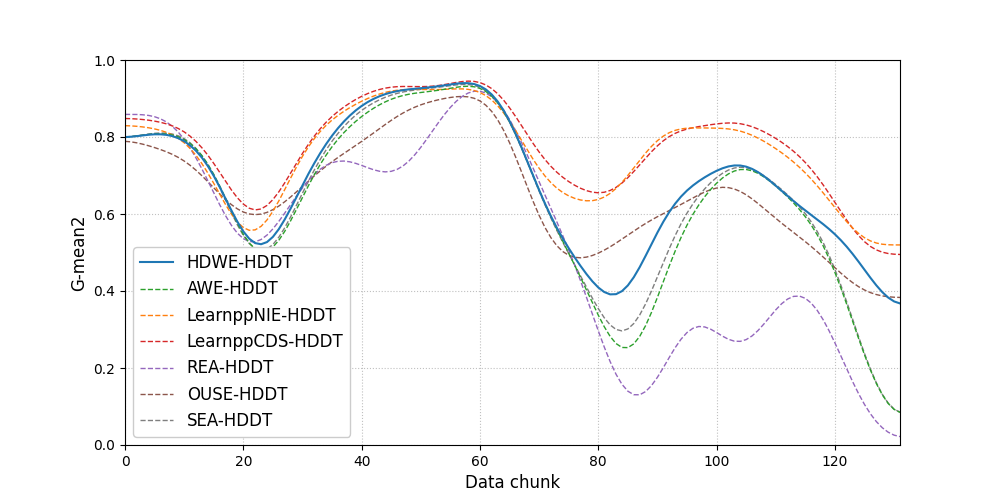 1.0
0.8
0.6
0.4
0.2
0.0
G-mean2
HDWE-HDDT
AWE-HDDT
LearnppNIE-HDDT
LearnppCDS-HDDT
REA-HDDT
OUSE-HDDT
SEA-HDDT
0 20 40 60 80 100 120
Data chunk